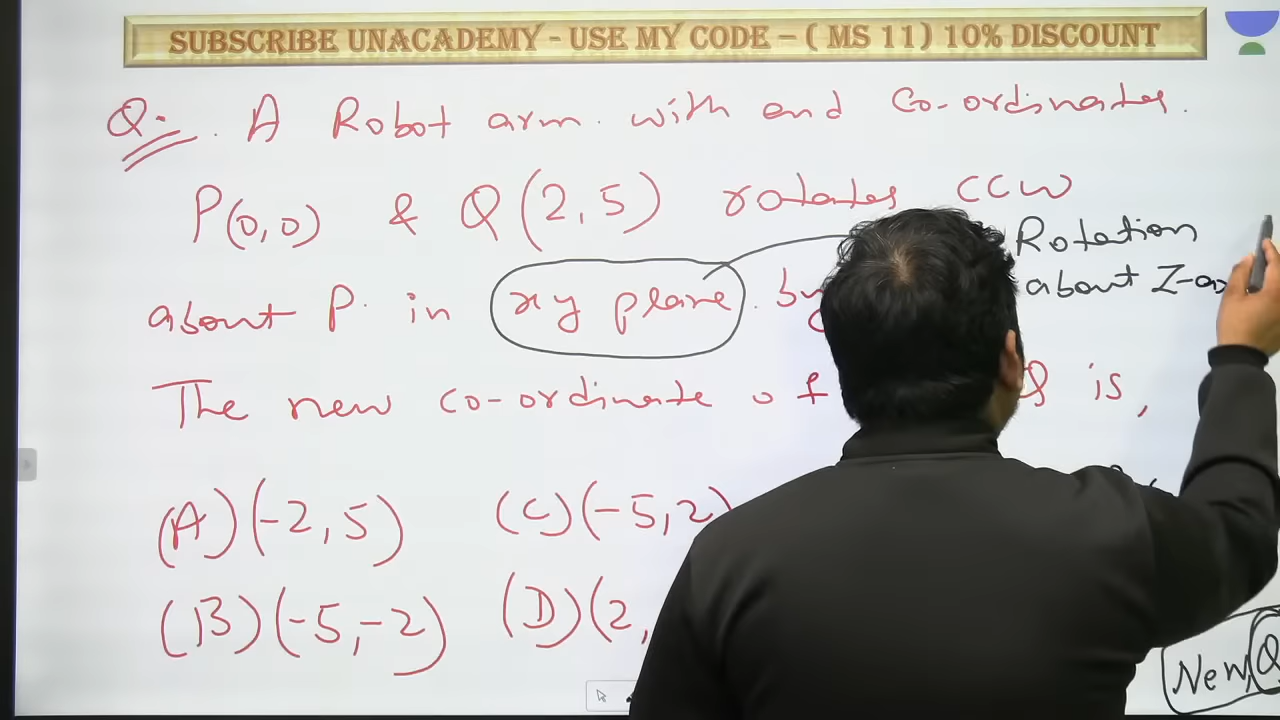 SUBSCRIBE UNACADEMY - USE MY CODE – ( MS 11) 10% DISCOUNT
Q:- A Robot arm with end Co-ordinates.
P(0,0) & Q(2,5) rotates CCW
Rotation
about P in xy plane
about Z-ax
The new co-ordinate of is,
(A)(-2,5) (C)(-5,2)
(B)(-5,-2) (D)(2,
New Q